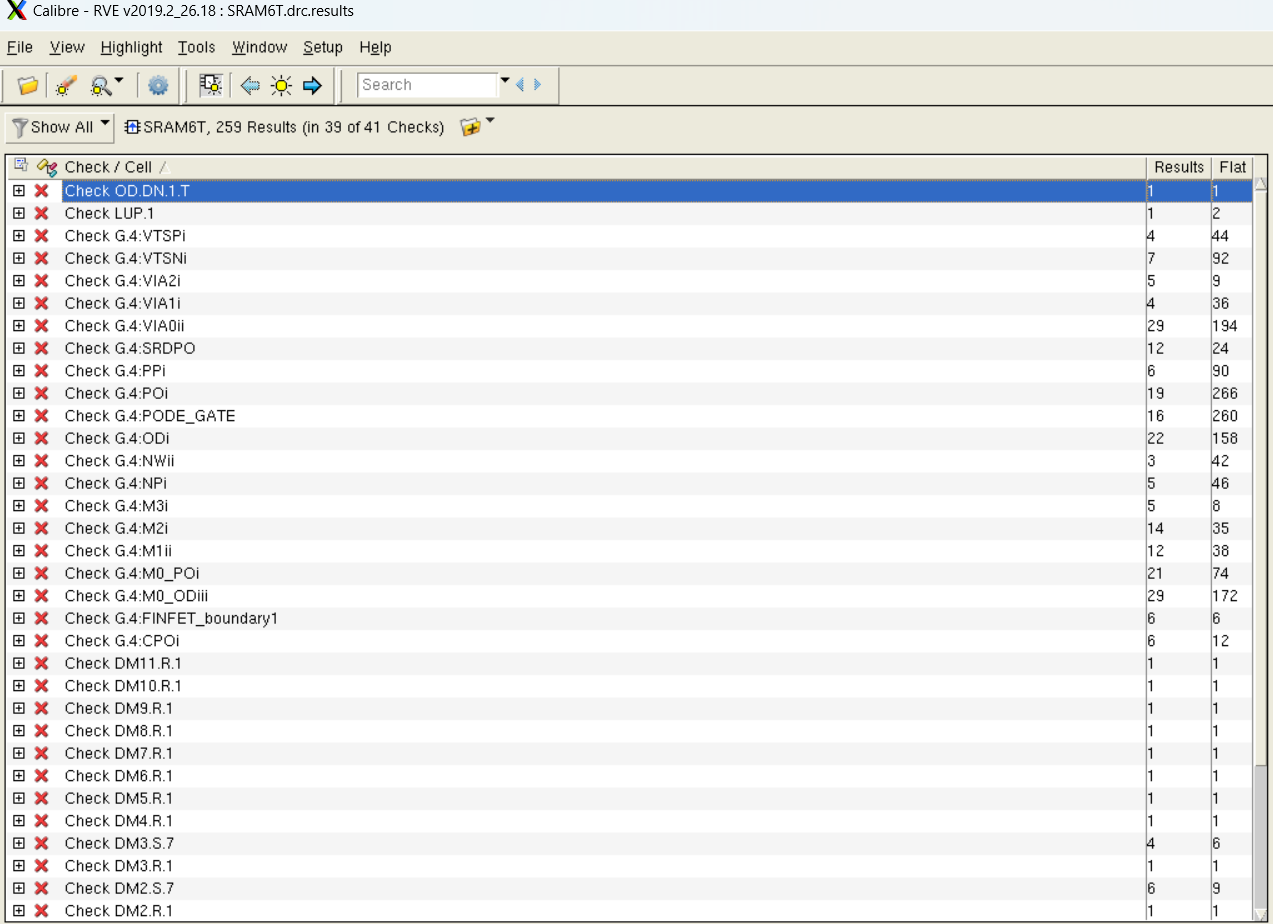 Calibre - RVE v2019.2_26.18 : SRAM6T.drc.results
File View Highlight Tools Window Setup Help
Search
Show All SRAM6T, 259 Results (in 39 of 41 Checks)
Check / Cell Results Flat
Check OD.DN.1.T 1 1
Check LUP.1 1 2
Check G.4:VTSPi 4 44
Check G.4:VTSNi 7 92
Check G.4:VIA2i 5 9
Check G.4:VIA1i 4 36
Check G.4:VIA0ii 29 194
Check G.4:SRDPO 12 24
Check G.4:PPi 6 90
Check G.4:POi 19 266
Check G.4:PODE_GATE 16 260
Check G.4:ODi 22 158
Check G.4:NWii 3 42
Check G.4:NPi 5 46
Check G.4:M3i 5 8
Check G.4:M2i 14 35
Check G.4:M1ii 12 38
Check G.4:M0_POi 21 74
Check G.4:M0_ODiii 29 172
Check G.4:FINFET_boundary1 6 6
Check G.4:CPOi 6 12
Check DM11.R.1 1 1
Check DM10.R.1 1 1
Check DM9.R.1 1 1
Check DM8.R.1 1 1
Check DM7.R.1 1 1
Check DM6.R.1 1 1
Check DM5.R.1 1 1
Check DM4.R.1 1 1
Check DM3.S.7 4 6
Check DM3.R.1 1 1
Check DM2.S.7 6 9
Check DM2.R.1 1 1